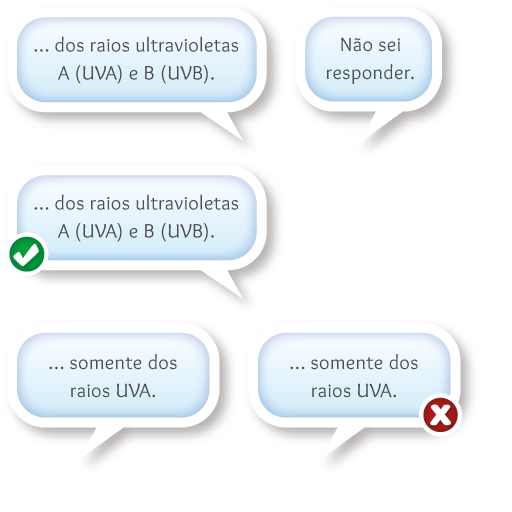 ... dos raios ultravioletas
A (UVA) e B (UVB).
Não sei
responder.
... dos raios ultravioletas
A (UVA) e B (UVB).
... somente dos
raios UVA.
... somente dos
raios UVA.